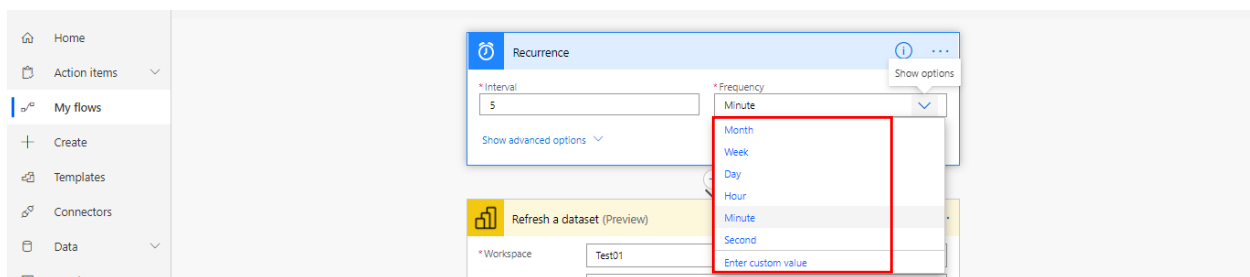 Home
Action items
My flows
Create
Templates
Connectors
Data
Recurrence
Show options
* Interval
* Frequency
5
Minute
Show advanced options
Month
Week
Day
Hour
Minute
Second
Enter custom value
Refresh a dataset (Preview)
* Workspace
Test01